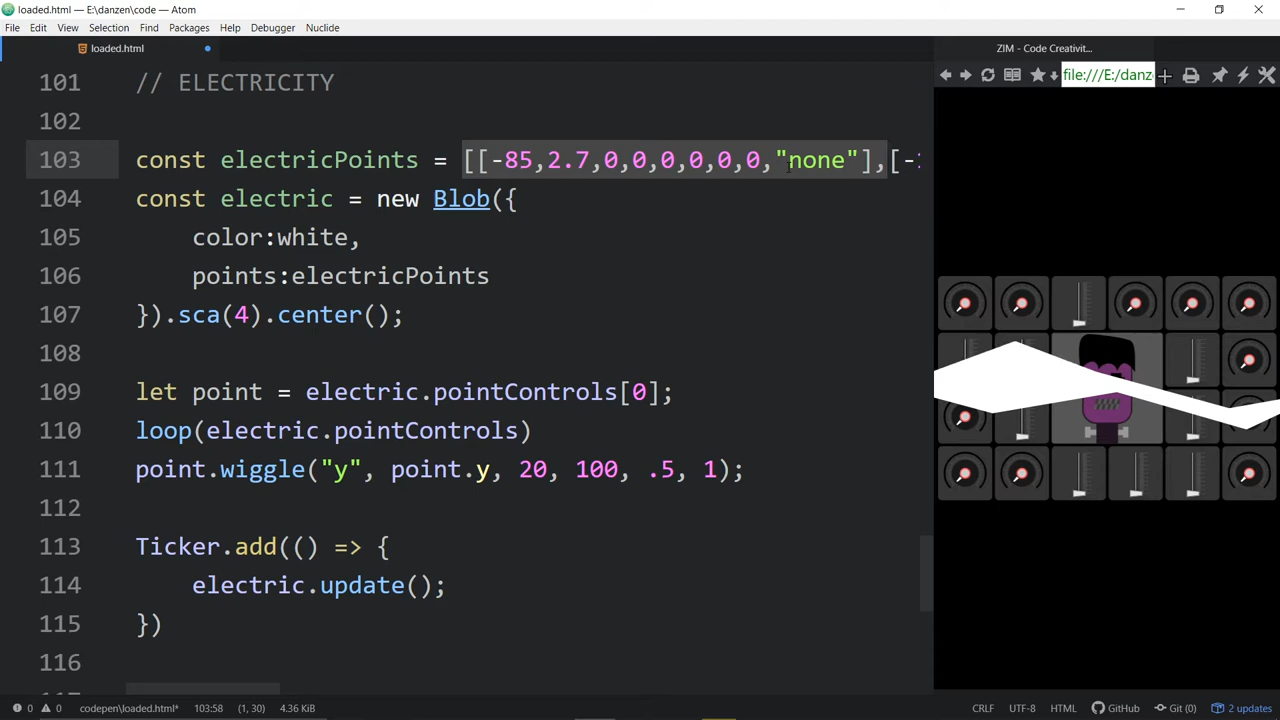 loaded.html — E:\danzen\code — Atom
File Edit View Selection Find Packages Help Debugger Nuclide
loaded.html
ZIM - Code Creativit...
file:///E:/danz
101 // ELECTRICITY
102
103 const electricPoints = [[-85,2.7,0,0,0,0,0,0,"none"],[-
104 const electric = new Blob({
105 color:white,
106 points:electricPoints
107 }).sca(4).center();
108
109 let point = electric.pointControls[0];
110 loop(electric.pointControls)
111 point.wiggle("y", point.y, 20, 100, .5, 1);
112
113 Ticker.add(() => {
114 electric.update();
115 })
116
0 0 codepen\loaded.html* 103:58 (1, 30) 4.36 KiB CRLF UTF-8 HTML GitHub Git (0) 2 updates